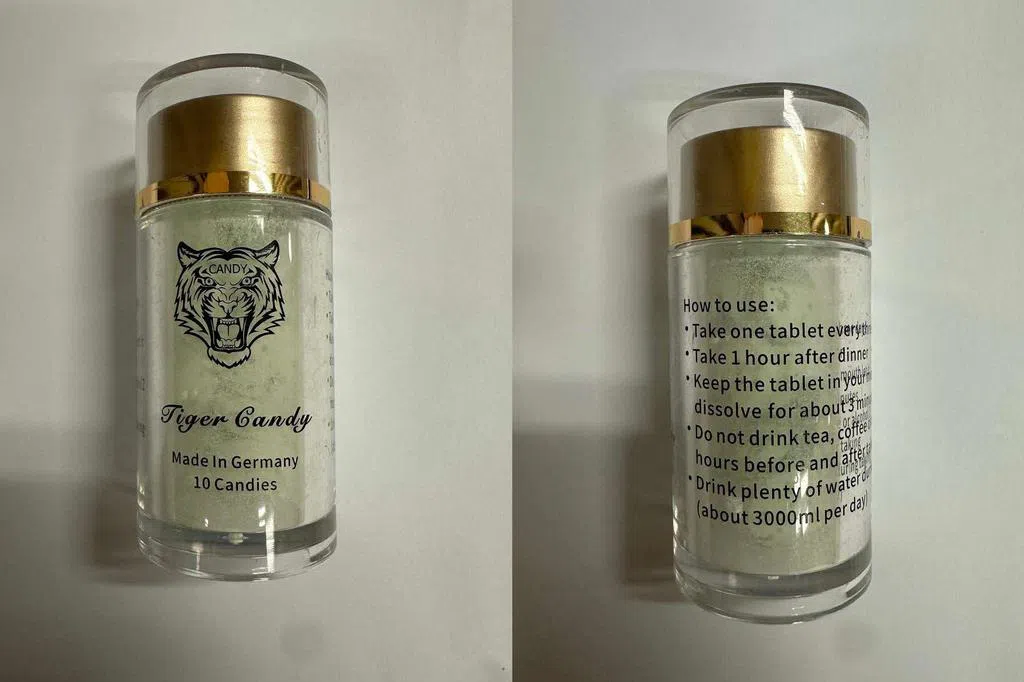 CANDY
Tiger Candy
Made In Germany
10 Candies
How to use:
• Take one tablet every
• Take 1 hour after dinner
• Keep the tablet in your
dissolve for about 3
• Do not drink tea, coffee
hours before and after
• Drink plenty of water
(about 3000ml per day)